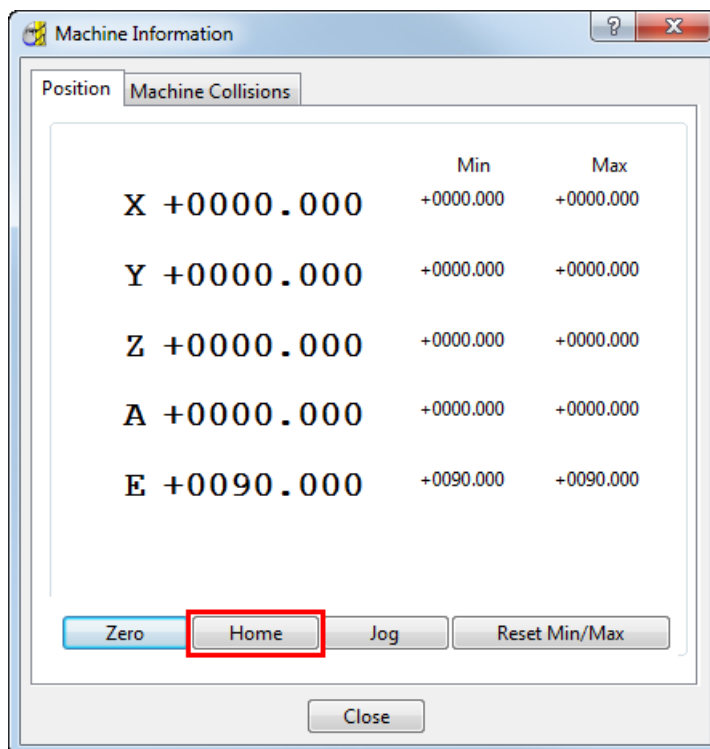 Machine Information
Position Machine Collisions
Min Max
X +0000.000 +0000.000 +0000.000
Y +0000.000 +0000.000 +0000.000
Z +0000.000 +0000.000 +0000.000
A +0000.000 +0000.000 +0000.000
E +0090.000 +0090.000 +0090.000
Zero Home Jog Reset Min/Max
Close